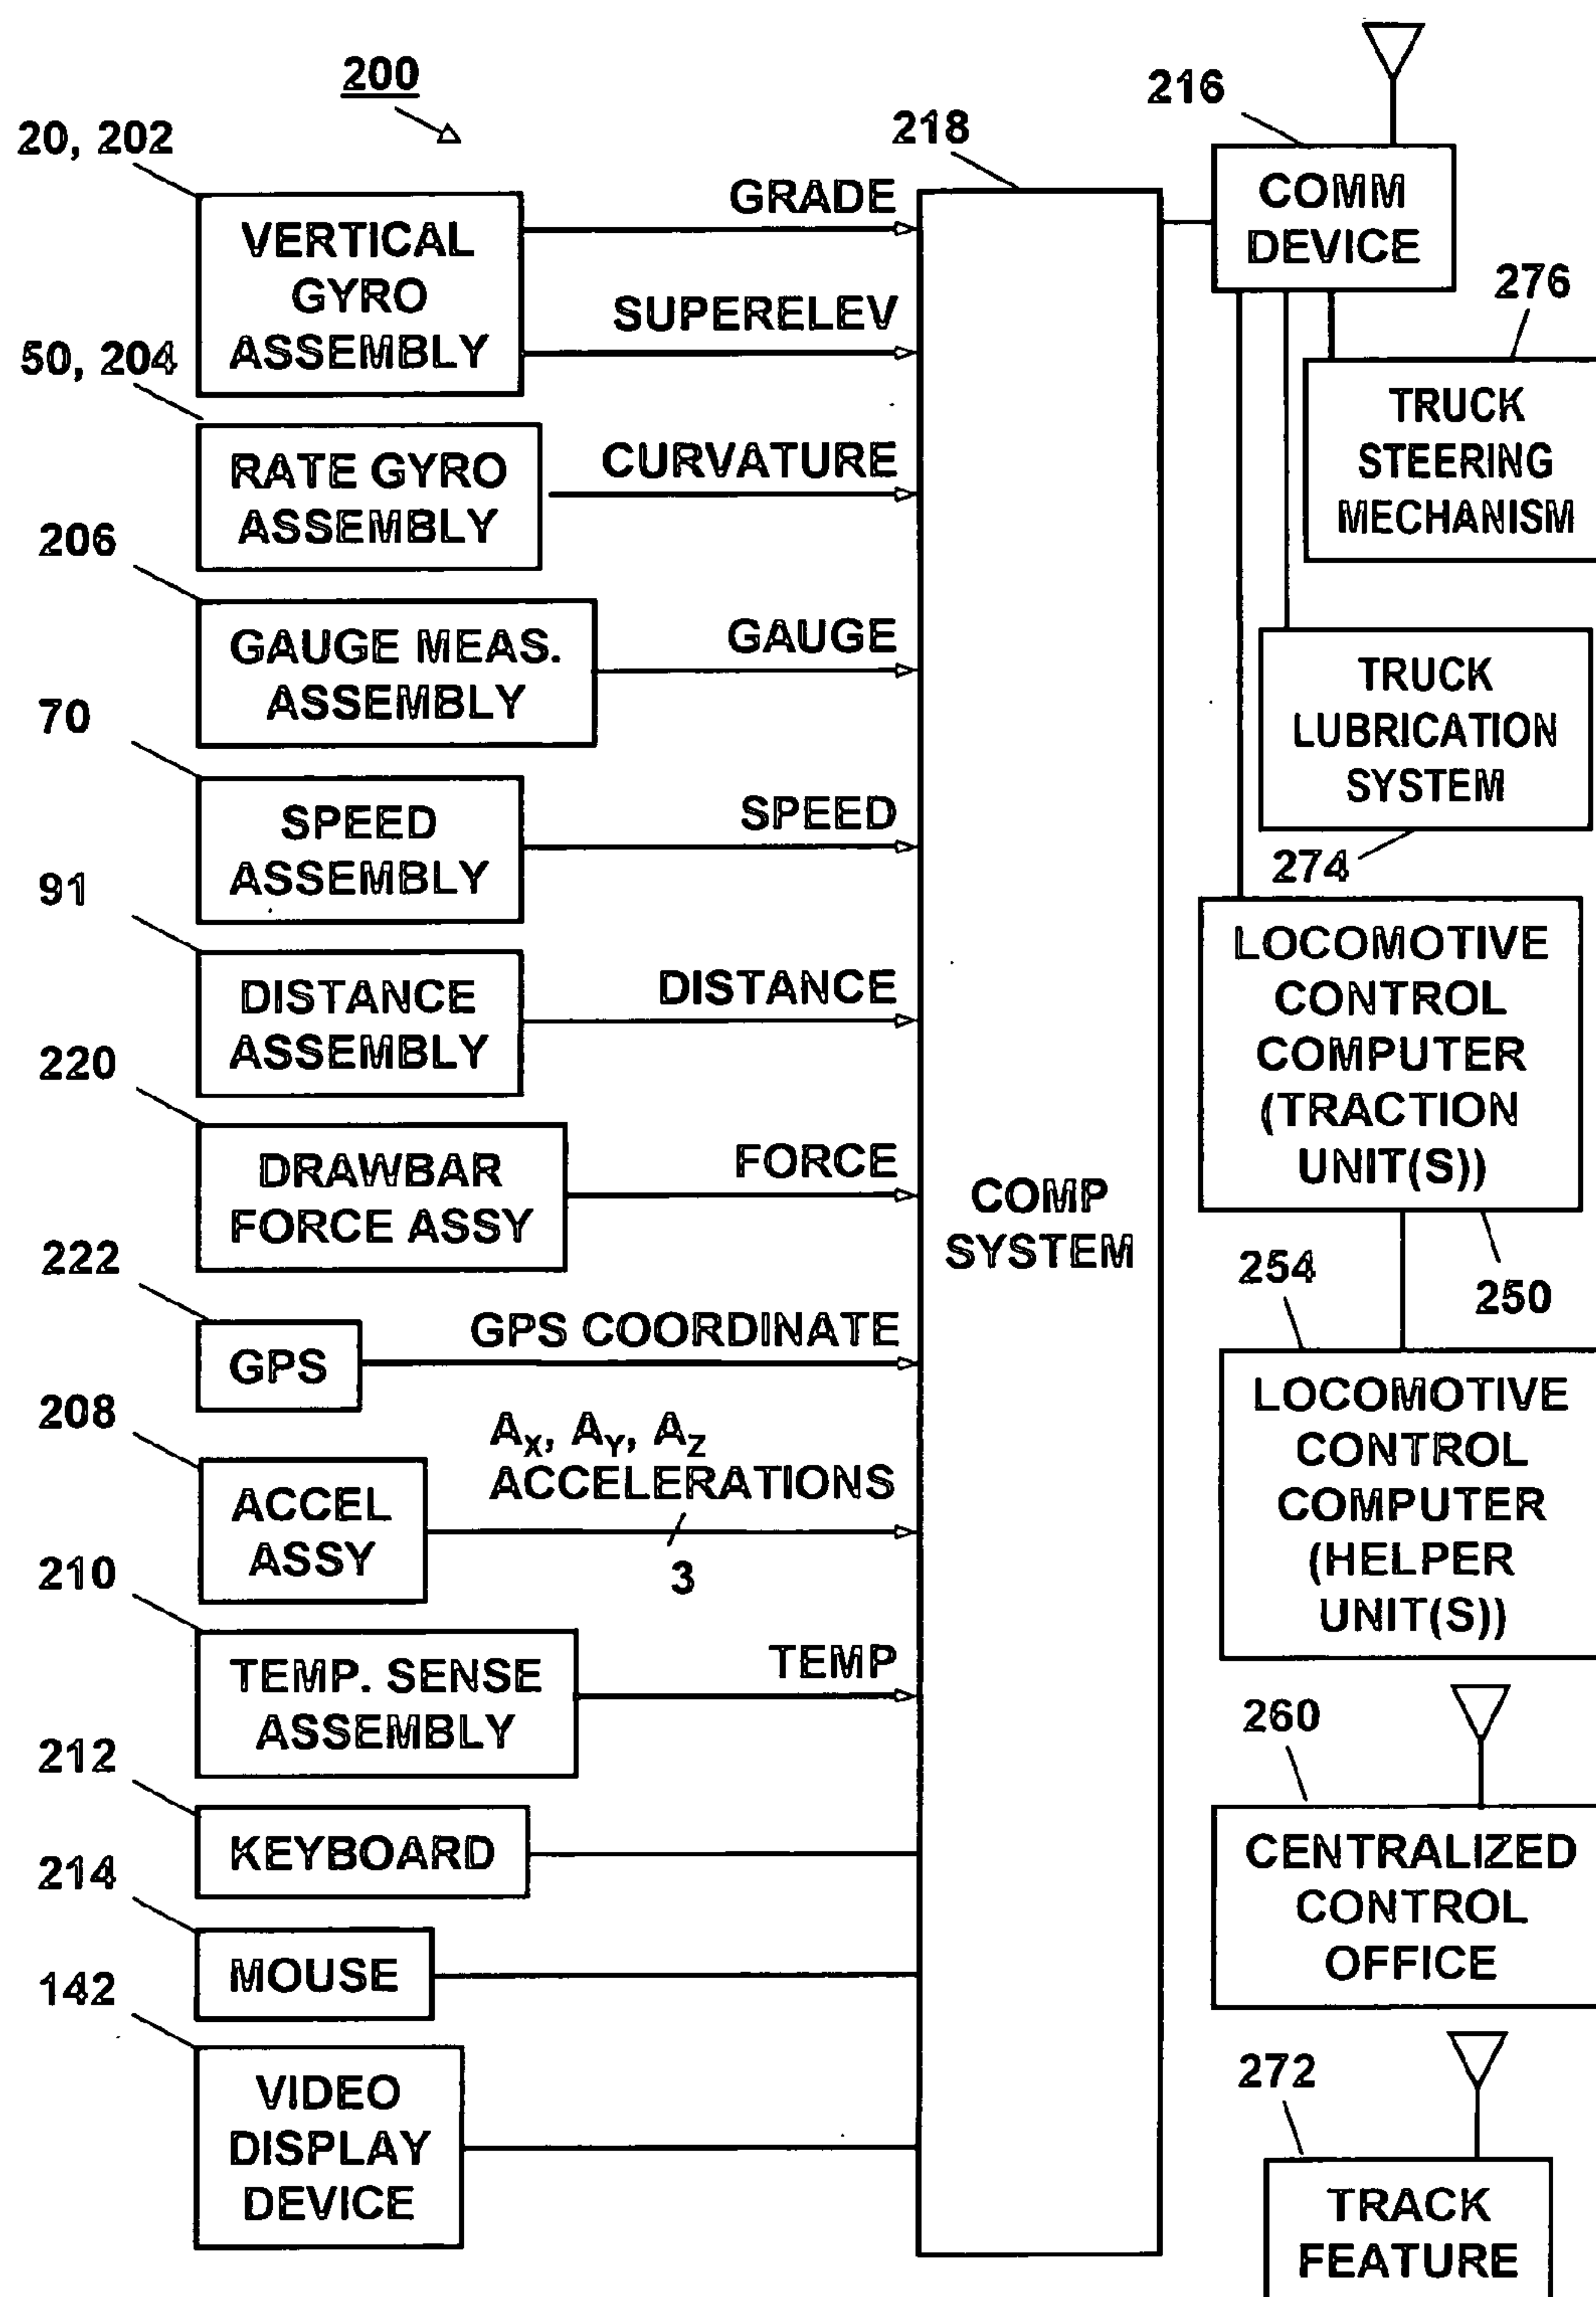 200
20, 202
VERTICAL
GYRO
ASSEMBLY
GRADE
SUPERELEV
50, 204
RATE GYRO
ASSEMBLY
CURVATURE
206
GAUGE MEAS.
ASSEMBLY
GAUGE
70
SPEED
ASSEMBLY
SPEED
91
DISTANCE
ASSEMBLY
DISTANCE
220
DRAWBAR
FORCE ASSY
FORCE
222
GPS
GPS COORDINATE
208
ACCEL
ASSY
AX, AY, AZ
ACCELERATIONS
3
210
TEMP. SENSE
ASSEMBLY
TEMP
212
KEYBOARD
214
MOUSE
142
VIDEO
DISPLAY
DEVICE
218
COMP
SYSTEM
216
COMM
DEVICE
276
TRUCK
STEERING
MECHANISM
TRUCK
LUBRICATION
SYSTEM
274
LOCOMOTIVE
CONTROL
COMPUTER
(TRACTION
UNIT(S))
250
254
LOCOMOTIVE
CONTROL
COMPUTER
(HELPER
UNIT(S))
260
CENTRALIZED
CONTROL
OFFICE
272
TRACK
FEATURE